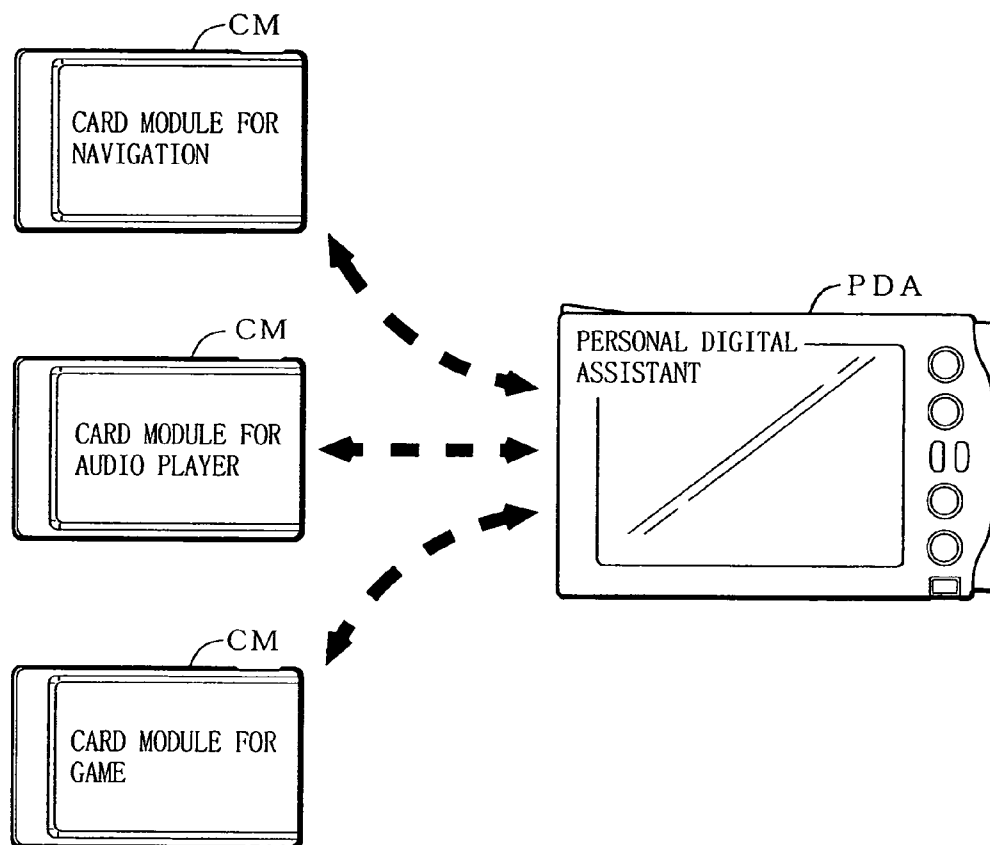 CM
CARD MODULE FOR
NAVIGATION
CM
CARD MODULE FOR
AUDIO PLAYER
CM
CARD MODULE FOR
GAME
PDA
PERSONAL DIGITAL
ASSISTANT